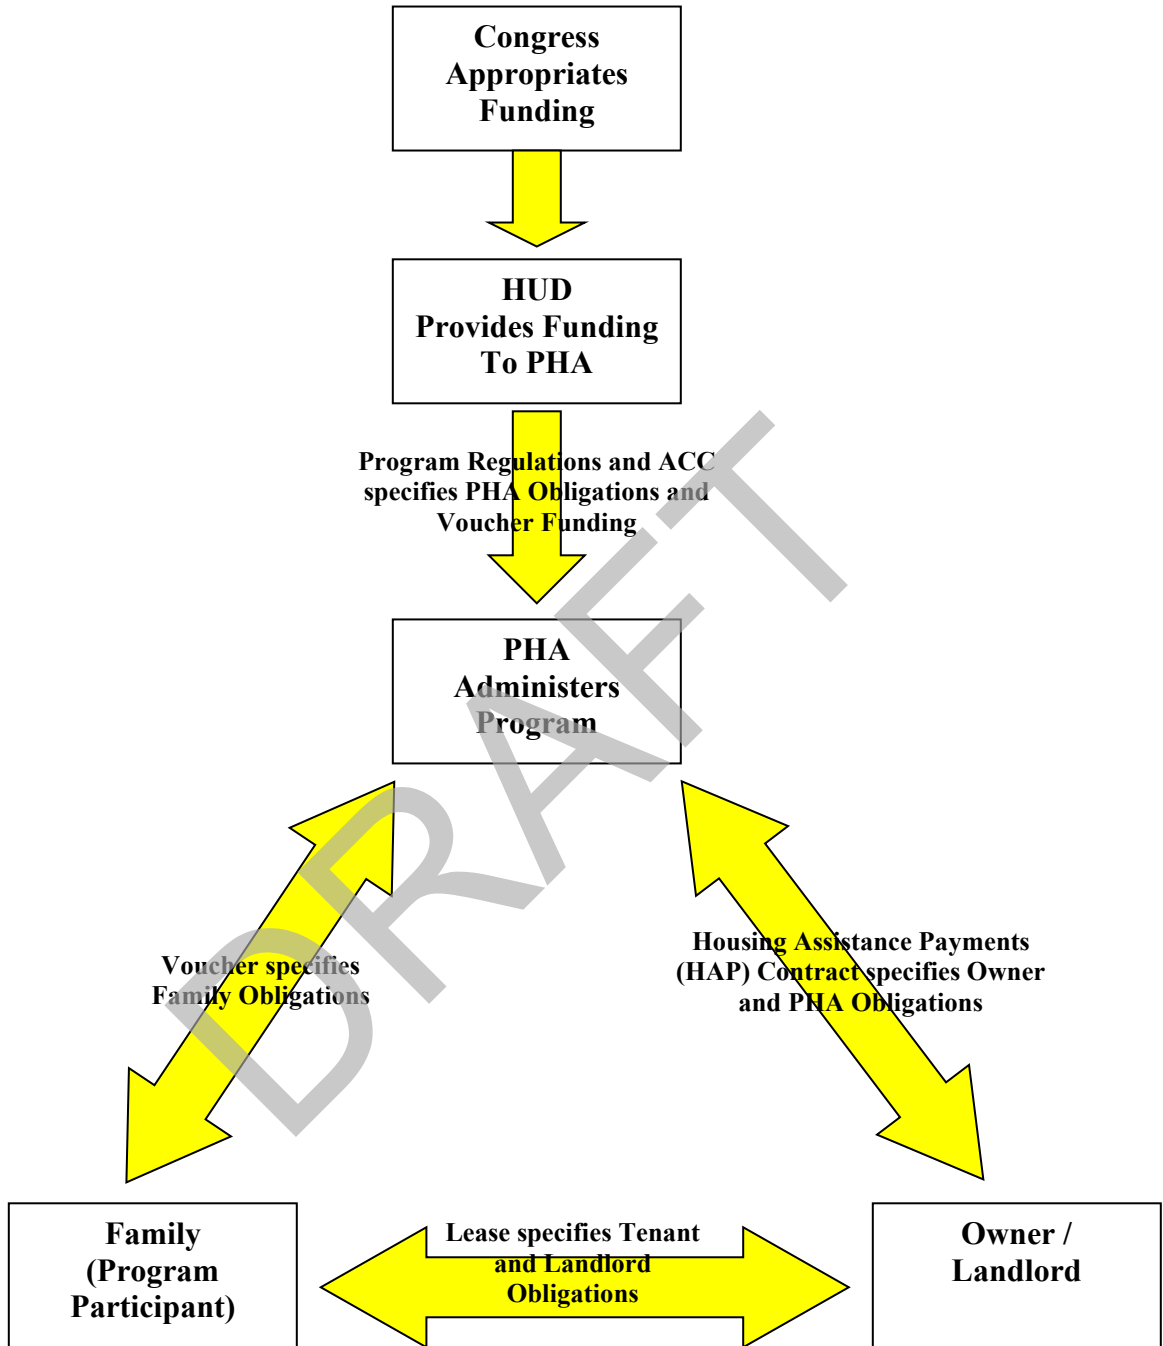 Congress
Appropriates
Funding
HUD
Provides Funding
To PHA
Program Regulations and ACC
specifies PHA Obligations and
Voucher Funding
PHA
Administers
Program
DRAFT
Voucher specifies
Family Obligations
Housing Assistance Payments
(HAP) Contract specifies Owner
and PHA Obligations
Family
(Program
Participant)
Lease specifies Tenant
and Landlord
Obligations
Owner /
Landlord